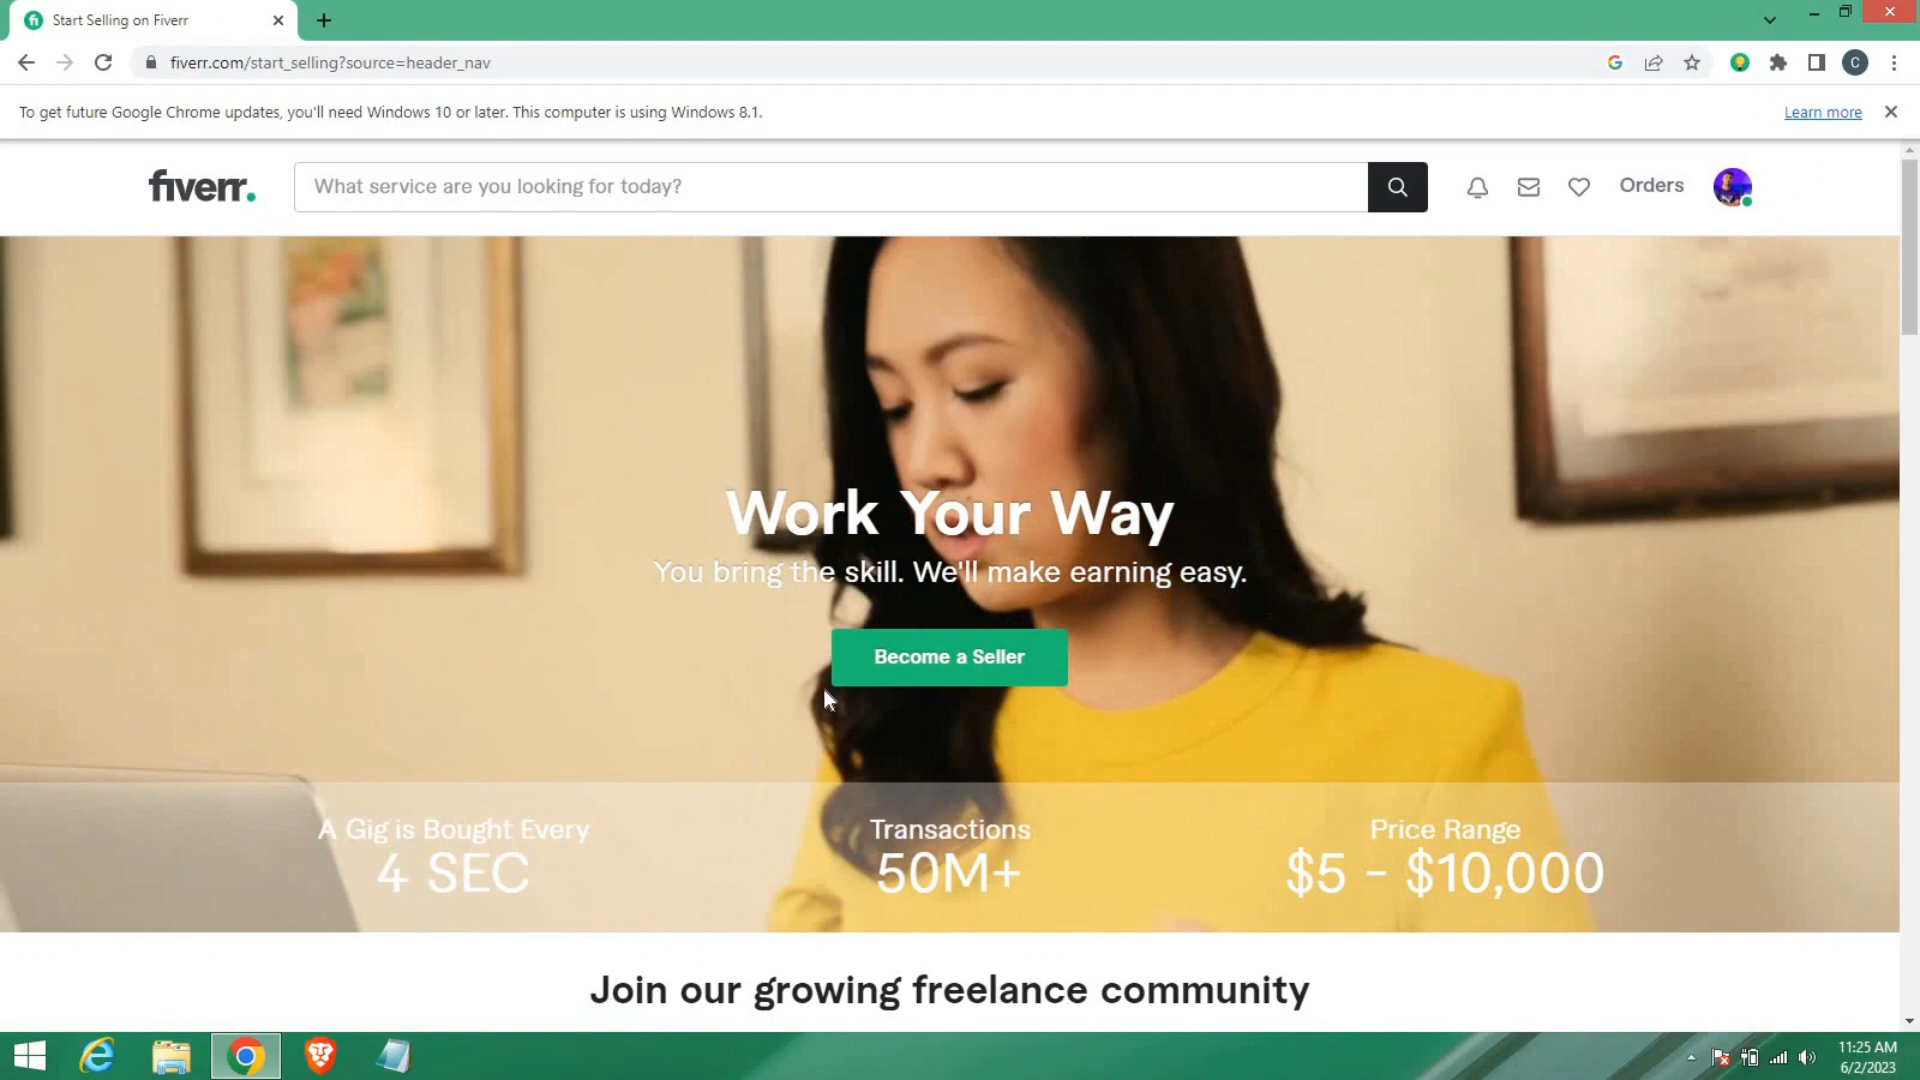 Start Selling on Fiverr
fiverr.com/start_selling?source=header_nav
C
To get future Google Chrome updates, you'll need Windows 10 or later. This computer is using Windows 8.1.
Learn more
fiverr.
What service are you looking for today?
Orders
Work Your Way
You bring the skill. We'll make earning easy.
Become a Seller
A Gig is Bought Every
4 SEC
Transactions
50M+
Price Range
$5 - $10,000
Join our growing freelance community
11:25 AM
6/2/2023